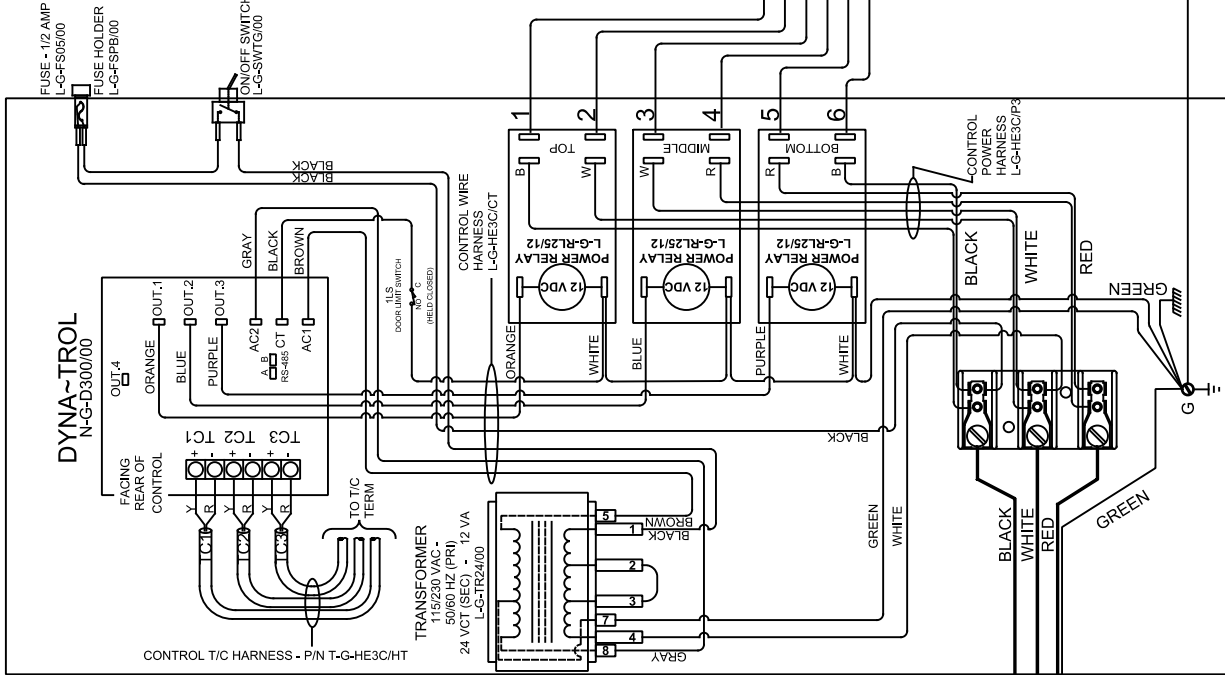 FUSE - 1/2 AMP
L-G-FS05/00
FUSE HOLDER
L-G-FSPB/00
ON/OFF SWITCH
L-G-SWTG/00
BLACK
BLACK
DYNA~TROL
N-G-D300/00
OUT.4
OUT.1
OUT.2
OUT.3
ORANGE
BLUE
PURPLE
AC2
CT
AC1
A B
RS-485
GRAY
BLACK
BROWN
1LS
DOOR LIMIT SWITCH
NO C
(HELD CLOSED)
CONTROL WIRE
HARNESS
L-G-HE3C/CT
FACING
REAR OF
CONTROL
TC1
TC2
TC3
+ - + - + -
Y R Y R Y R
TC1
TC2
TC3
TO T/C
TERM
CONTROL T/C HARNESS - P/N T-G-HE3C/HT
TRANSFORMER
115/230 VAC -
50/60 HZ (PRI)
24 VCT (SEC) - 12 VA
L-G-TR24/00
5
1
2
3
7
4
8
BROWN
BLACK
GRAY
1
2
3
4
5
6
TOP
MIDDLE
BOTTOM
B
W
W
R
R
B
POWER RELAY
L-G-RL25/12
POWER RELAY
L-G-RL25/12
POWER RELAY
L-G-RL25/12
12 VDC
12 VDC
12 VDC
ORANGE
WHITE
BLUE
PURPLE
WHITE
CONTROL
POWER
HARNESS
L-G-HE3C/P3
BLACK
WHITE
RED
GREEN
BLACK
GREEN
WHITE
G
BLACK
WHITE
RED
GREEN